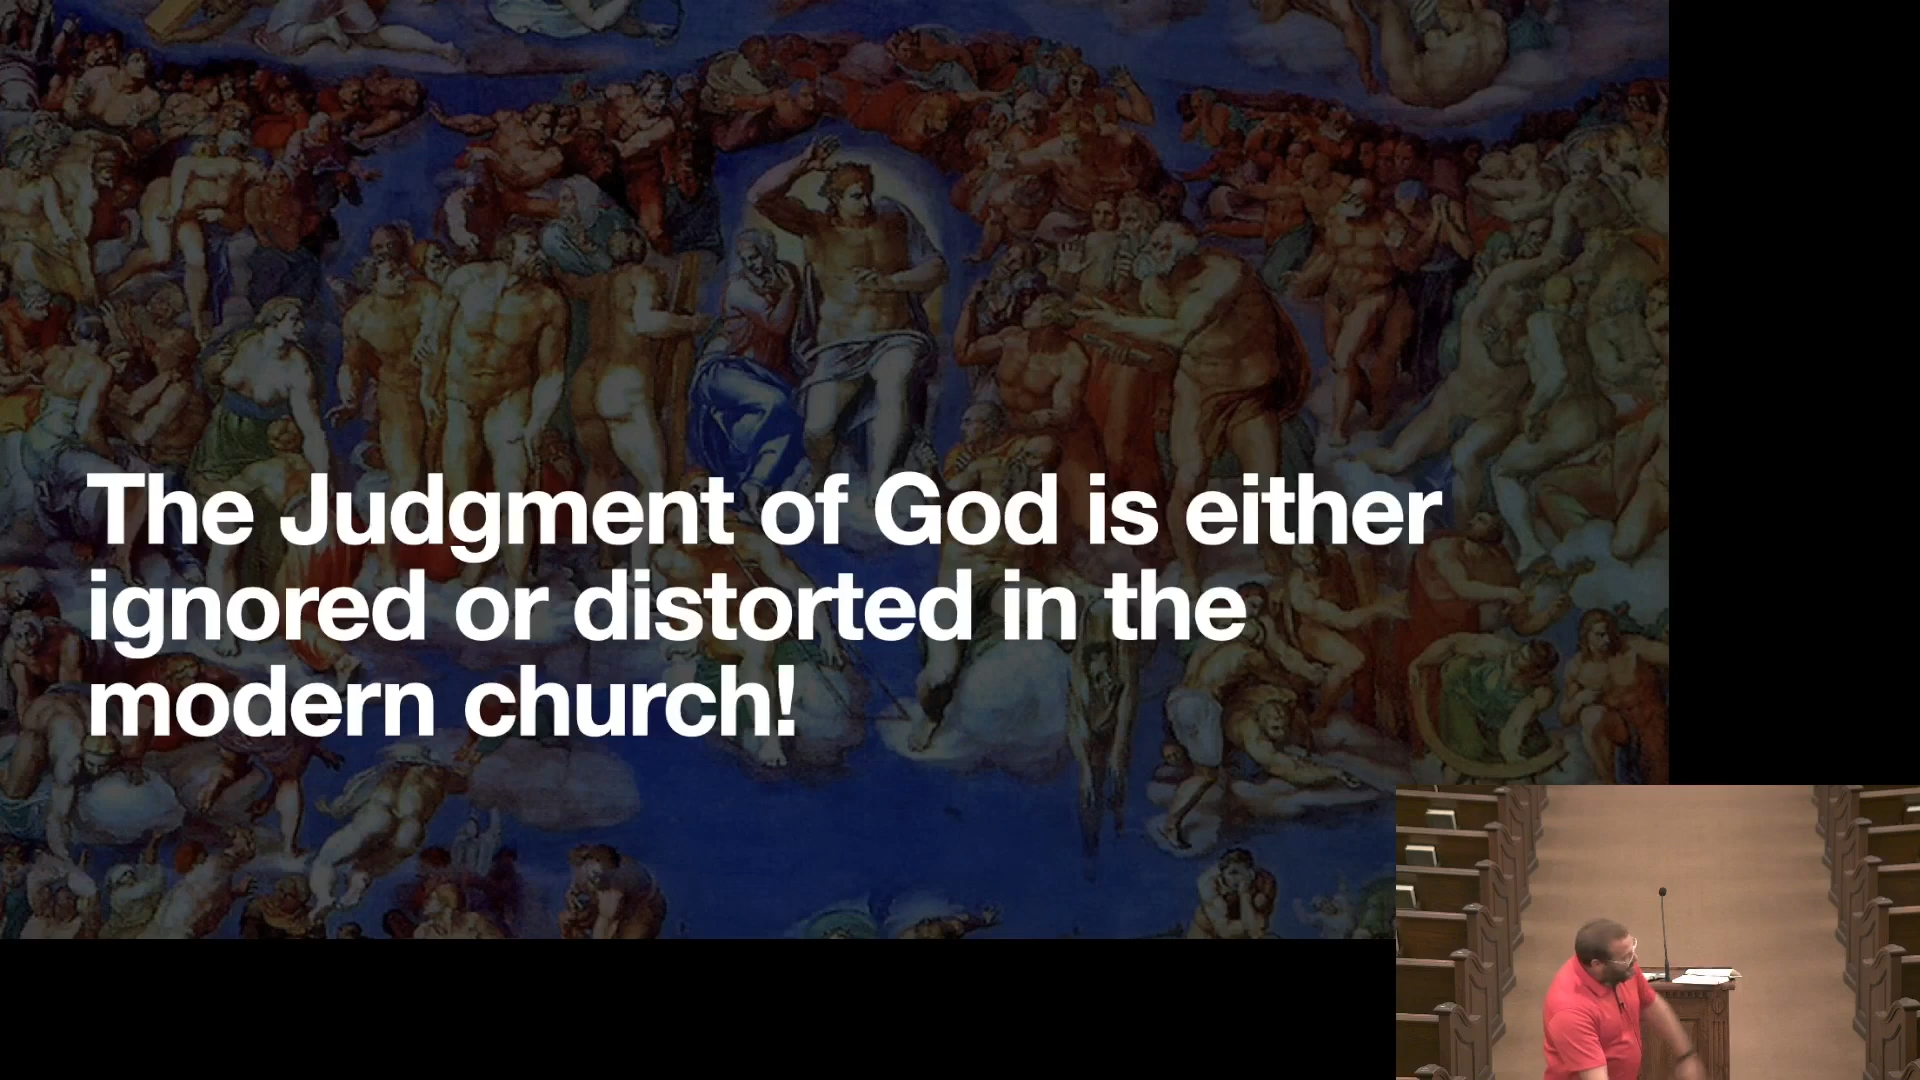 The Judgment of God is either
ignored or distorted in the
modern church!